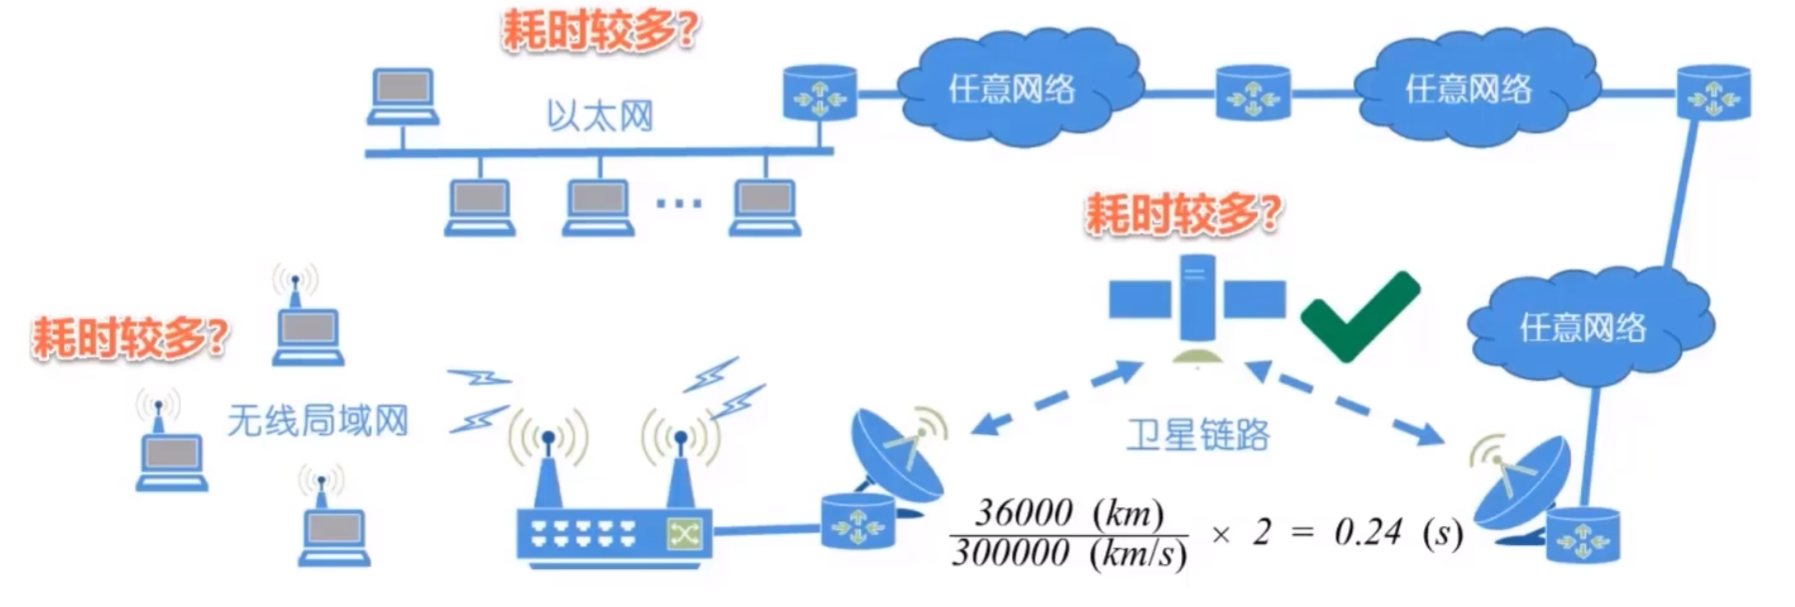 耗时较多?
以太网
任意网络
任意网络
耗时较多?
任意网络
耗时较多?
无线局域网
卫星链路
36000 (km)
300000 (km/s)
× 2 = 0.24 (s)